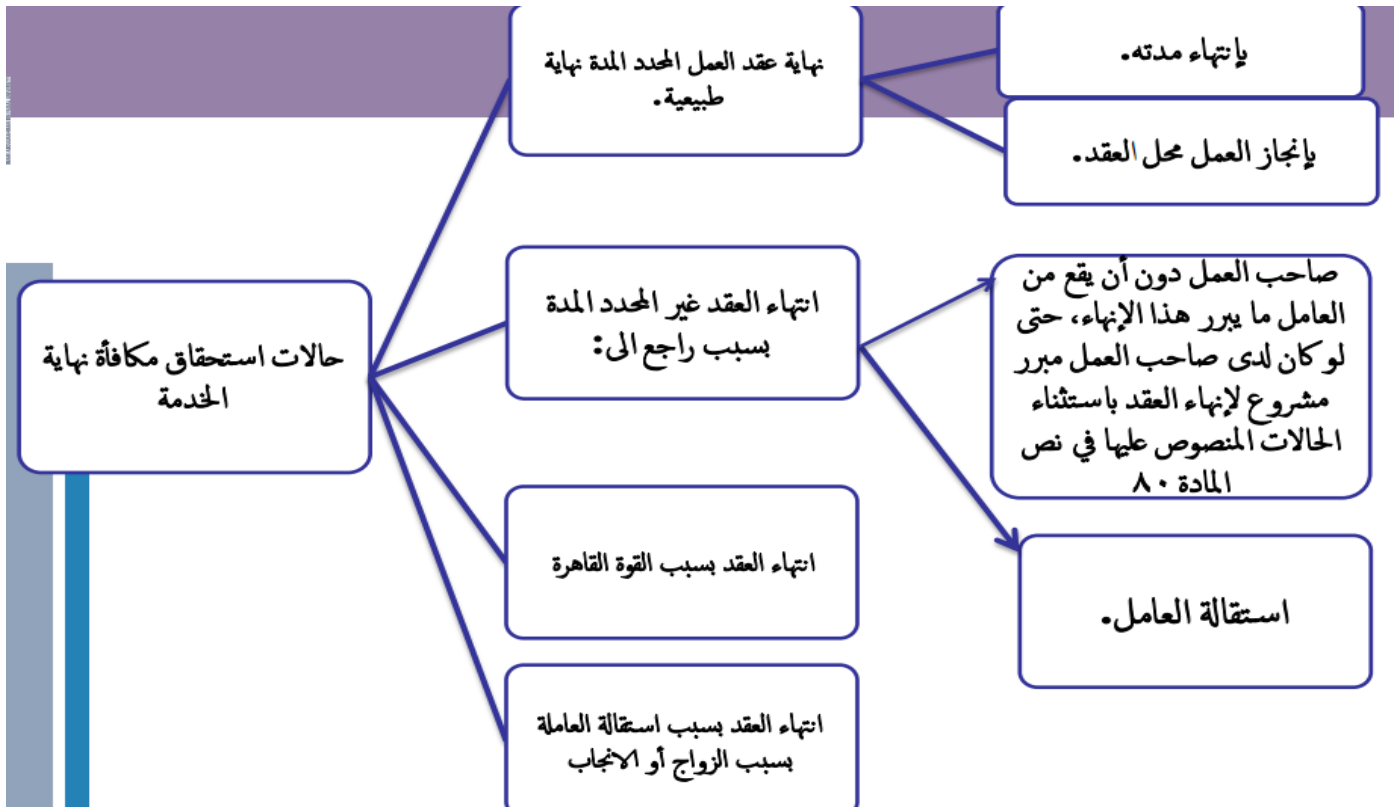 حالات استحقاق مكافأة نهاية
الخدمة
نهاية عقد العمل المحدد المدة نهاية
طبيعية.
بإنتهاء مدته.
بإنجاز العمل محل العقد.
انتهاء العقد غير المحدد المدة
بسبب راجع الى:
صاحب العمل دون أن يقع من
العامل ما يبرر هذا الإنهاء، حتى
لو كان لدى صاحب العمل مبرر
مشروع لإنهاء العقد باستثناء
الحالات المنصوص عليها في نص
المادة ٨٠
استقالة العامل.
انتهاء العقد بسبب القوة القاهرة
انتهاء العقد بسبب استقالة العاملة
بسبب الزواج أو الانجاب